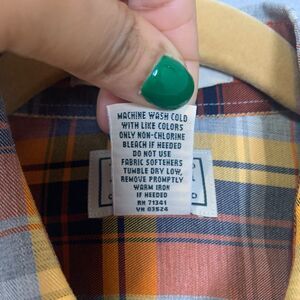 MACHINE WASH COLD
WITH LIKE COLORS
ONLY NON-CHLORINE
BLEACH IF NEEDED
DO NOT USE
FABRIC SOFTENERS
TUMBLE DRY LOW,
REMOVE PROMPTLY
WARM IRON
IF NEEDED
RN 71341
VN 03524